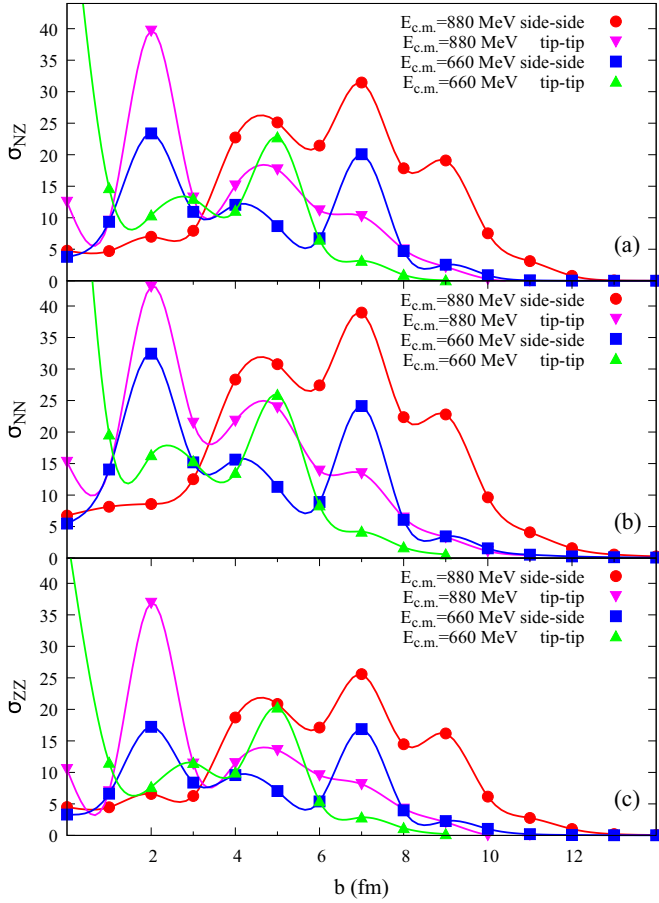 40
35
30
25
20
15
10
5
0
σNZ
E_c.m.=880 MeV side-side
E_c.m.=880 MeV tip-tip
E_c.m.=660 MeV side-side
E_c.m.=660 MeV tip-tip
(a)
40
35
30
25
20
15
10
5
0
σNN
E_c.m.=880 MeV side-side
E_c.m.=880 MeV tip-tip
E_c.m.=660 MeV side-side
E_c.m.=660 MeV tip-tip
(b)
40
35
30
25
20
15
10
5
0
σZZ
E_c.m.=880 MeV side-side
E_c.m.=880 MeV tip-tip
E_c.m.=660 MeV side-side
E_c.m.=660 MeV tip-tip
(c)
2 4 6 8 10 12
b (fm)